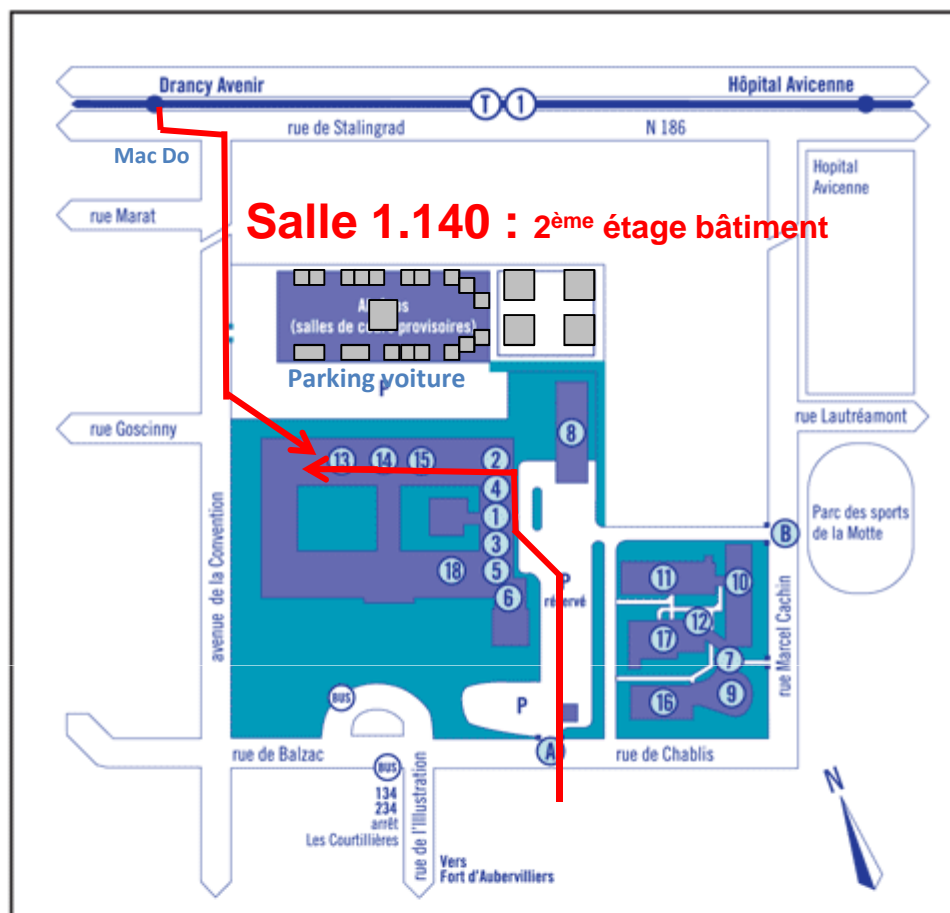 Drancy Avenir
Hôpital Avicenne
T 1
rue de Stalingrad
N 186
Mac Do
Hopital
Avicenne
rue Marat
Salle 1.140 : 2ème étage bâtiment
(salles de provisoires)
Parking voiture
P
rue Goscinny
rue Lautréamont
8
13 14 15 2
4
1
3
18 5
6
avenue de la Convention
Parc des sports
de la Motte
B
P
réservé
11 10
12
17
7
16 9
rue Marcel Cachin
BUS
P
A
rue de Balzac
rue de Chablis
BUS
134
234
arrêt
Les Courtillières
rue de l'Illustration
Vers
Fort d'Aubervilliers
N